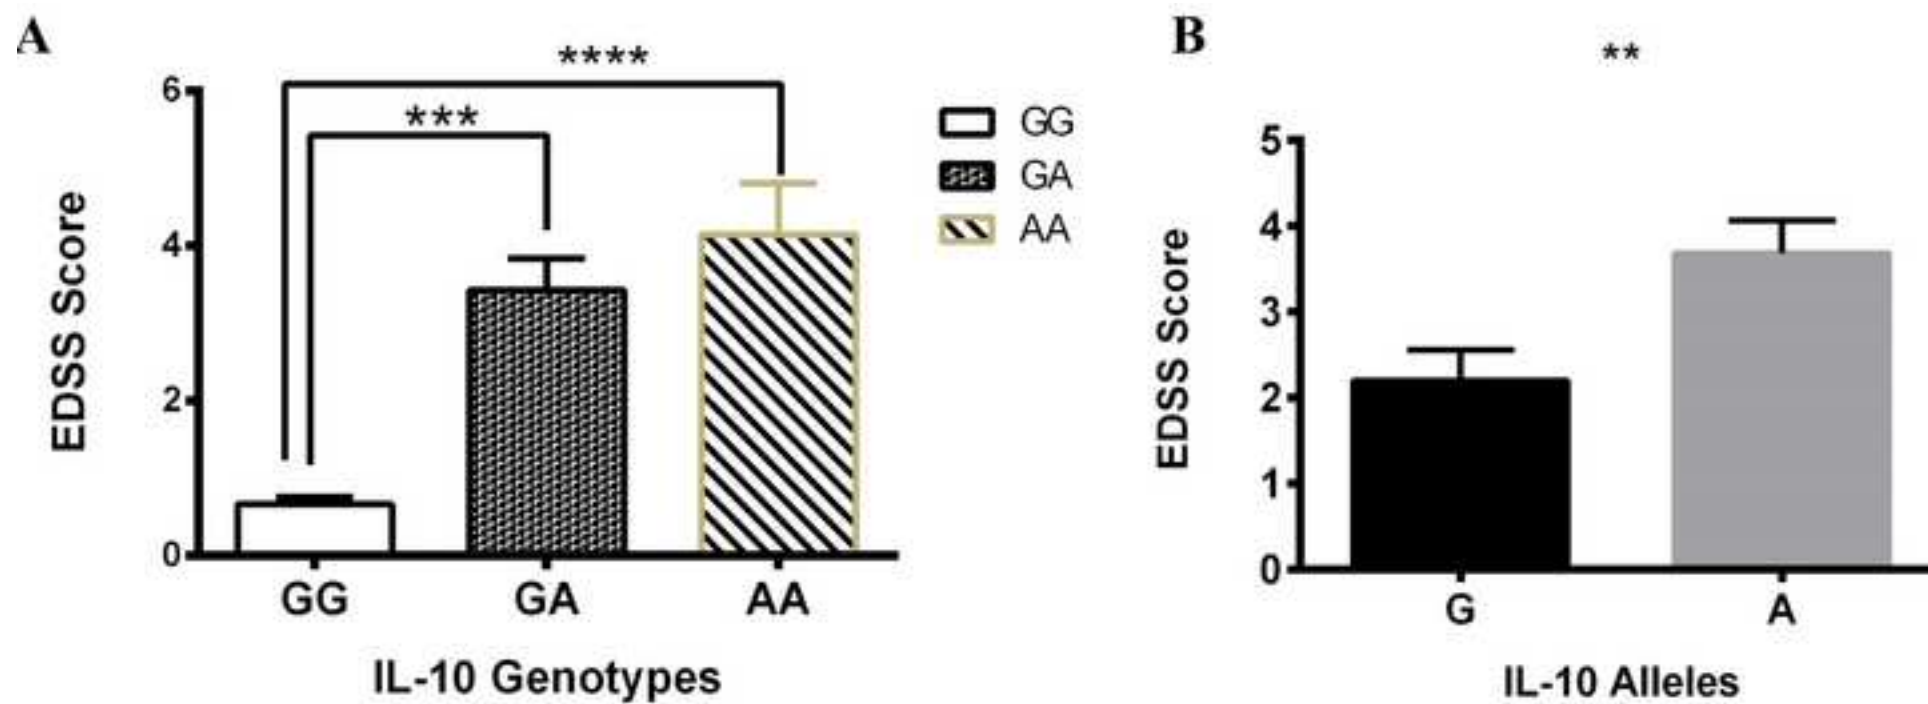 A
****
***
6
4
2
0
EDSS Score
GG
GA
AA
IL-10 Genotypes
GG
GA
AA
B
**
5
4
3
2
1
0
EDSS Score
G
A
IL-10 Alleles